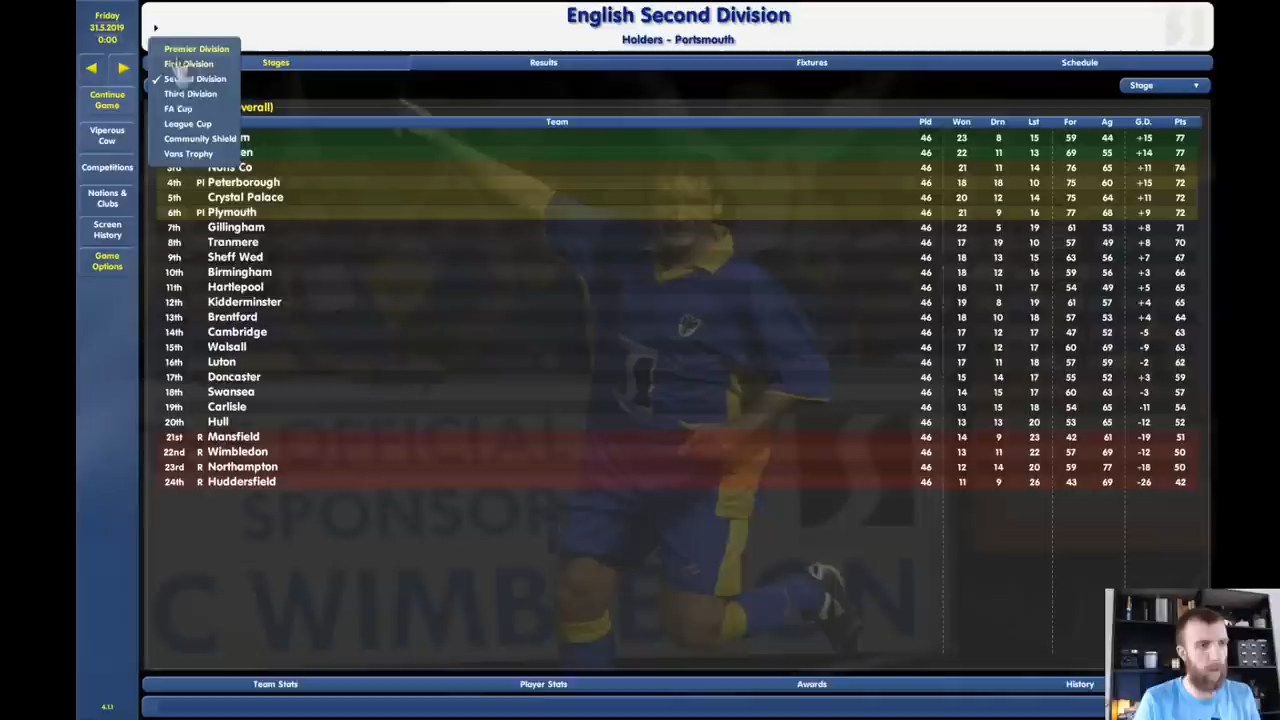 Friday
31.5.2019
0:00
English Second Division
Holders - Portsmouth
Premier Division
First Division
Second Division
Third Division
FA Cup
League Cup
Community Shield
Vans Trophy
Stages
Results
Fixtures
Schedule
Stage
Continue Game
Viperous Cow
Competitions
Nations & Clubs
Screen History
Game Options
Team Pld Won Drn Lst For Ag G.D. Pts
46 23 8 15 59 44 +15 77
46 22 11 13 69 55 +14 77
3rd Notts Co 46 21 11 14 76 65 +11 74
4th Pl Peterborough 46 18 18 10 75 60 +15 72
5th Crystal Palace 46 20 12 14 75 64 +11 72
6th Pl Plymouth 46 21 9 16 77 68 +9 72
7th Gillingham 46 22 5 19 61 53 +8 71
8th Tranmere 46 17 19 10 57 49 +8 70
9th Sheff Wed 46 18 13 15 63 56 +7 67
10th Birmingham 46 18 12 16 59 56 +3 66
11th Hartlepool 46 18 11 17 54 49 +5 65
12th Kidderminster 46 19 8 19 61 57 +4 65
13th Brentford 46 18 10 18 57 53 +4 64
14th Cambridge 46 17 12 17 47 52 -5 63
15th Walsall 46 17 12 17 60 69 -9 63
16th Luton 46 17 11 18 57 59 -2 62
17th Doncaster 46 15 14 17 55 52 +3 59
18th Swansea 46 14 15 17 60 63 -3 57
19th Carlisle 46 13 15 18 54 65 -11 54
20th Hull 46 13 13 20 53 65 -12 52
21st R Mansfield 46 14 9 23 42 61 -19 51
22nd R Wimbledon 46 13 11 22 57 69 -12 50
23rd R Northampton 46 12 14 20 59 77 -18 50
24th R Huddersfield 46 11 9 26 43 69 -26 42
OFFICIAL
SPONSOR
Team Stats
Player Stats
Awards
History
4.1.1